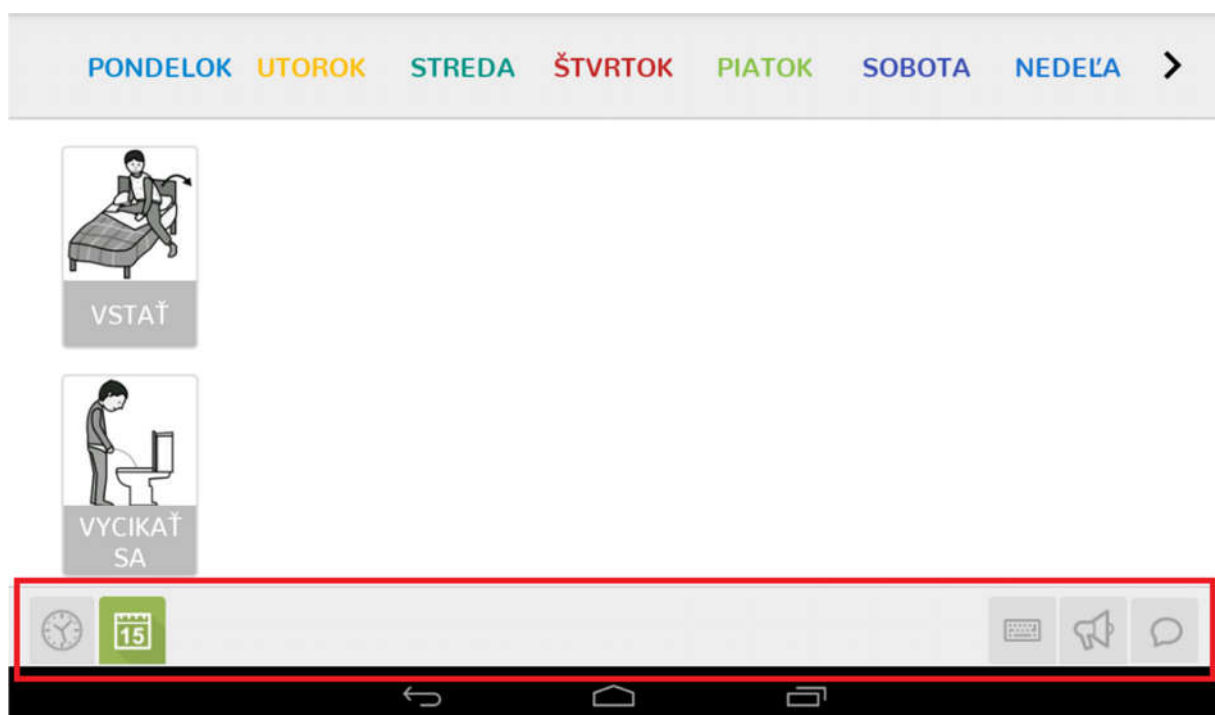 PONDELOK UTOROK STREDA ŠTVRTOK PIATOK SOBOTA NEDEĽA
VSTAŤ
VYCIKAŤ
SA
15